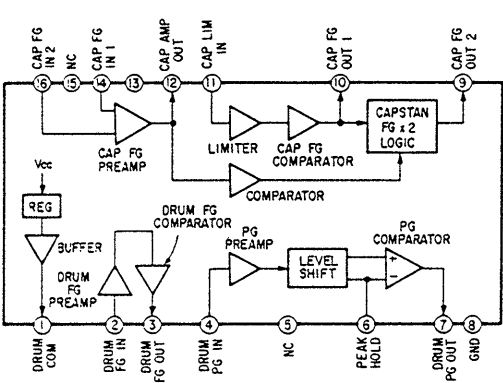 CAP FG
IN 2
NC
CAP FG
IN 1
CAP AMP
OUT
CAP LIM
IN
CAP FG
OUT 1
CAP FG
OUT 2
16
15
14
13
12
11
10
9
CAP FG
PREAMP
LIMITER
CAP FG
COMPARATOR
CAPSTAN
FG x 2
LOGIC
COMPARATOR
Vcc
REG
BUFFER
DRUM FG
COMPARATOR
DRUM
FG
PREAMP
PG
PREAMP
LEVEL
SHIFT
PG
COMPARATOR
+
−
1
2
3
4
5
6
7
8
DRUM
COM
DRUM
FG IN
DRUM
FG OUT
DRUM
PG IN
NC
PEAK
HOLD
DRUM
PG OUT
GND